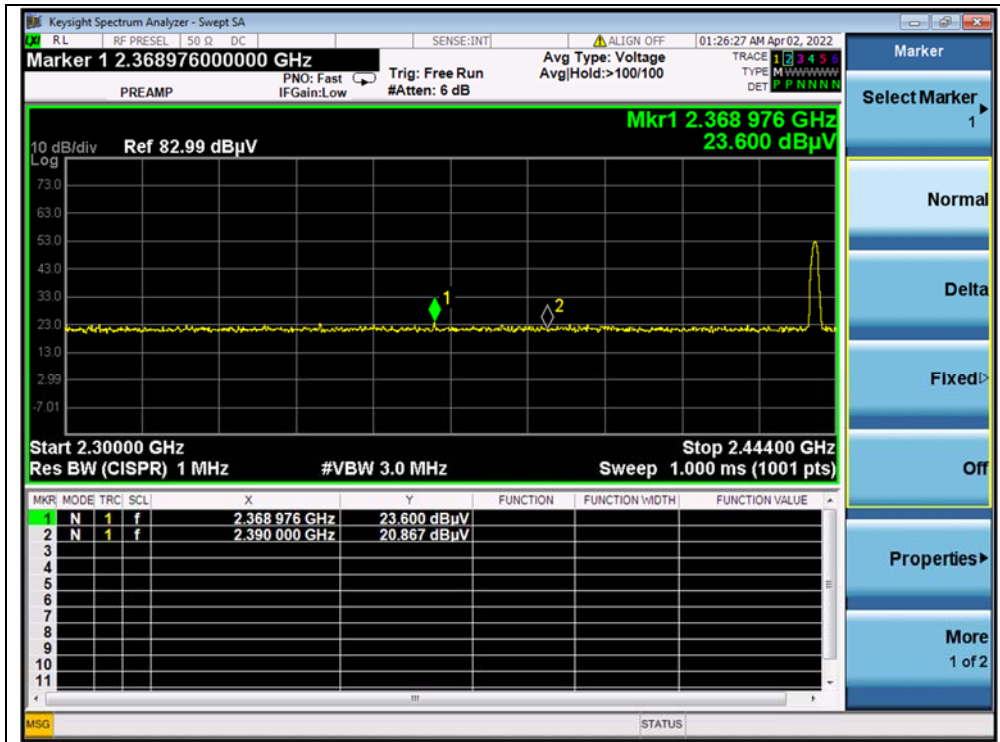 Keysight Spectrum Analyzer - Swept SA
LXI RL RF PRESEL 50 Ω DC SENSE:INT ALIGN OFF 01:26:27 AM Apr 02, 2022
Marker 1 2.368976000000 GHz
PREAMP
PNO: Fast
IFGain:Low
Trig: Free Run
#Atten: 6 dB
Avg Type: Voltage
Avg|Hold:>100/100
TRACE 1 2 3 4 5 6
TYPE M WWWWW
DET P P N N N N
Mkr1 2.368 976 GHz
23.600 dBµV
10 dB/div Ref 82.99 dBµV
Log
73.0
63.0
53.0
43.0
33.0
23.0
13.0
2.99
-7.01
1
2
Start 2.30000 GHz Stop 2.44400 GHz
Res BW (CISPR) 1 MHz #VBW 3.0 MHz Sweep 1.000 ms (1001 pts)
MKR MODE TRC SCL X Y FUNCTION FUNCTION WIDTH FUNCTION VALUE
1 N 1 f 2.368 976 GHz 23.600 dBµV
2 N 1 f 2.390 000 GHz 20.867 dBµV
3
4
5
6
7
8
9
10
11
MSG STATUS
Marker
Select Marker
1
Normal
Delta
Fixed
Off
Properties
More
1 of 2